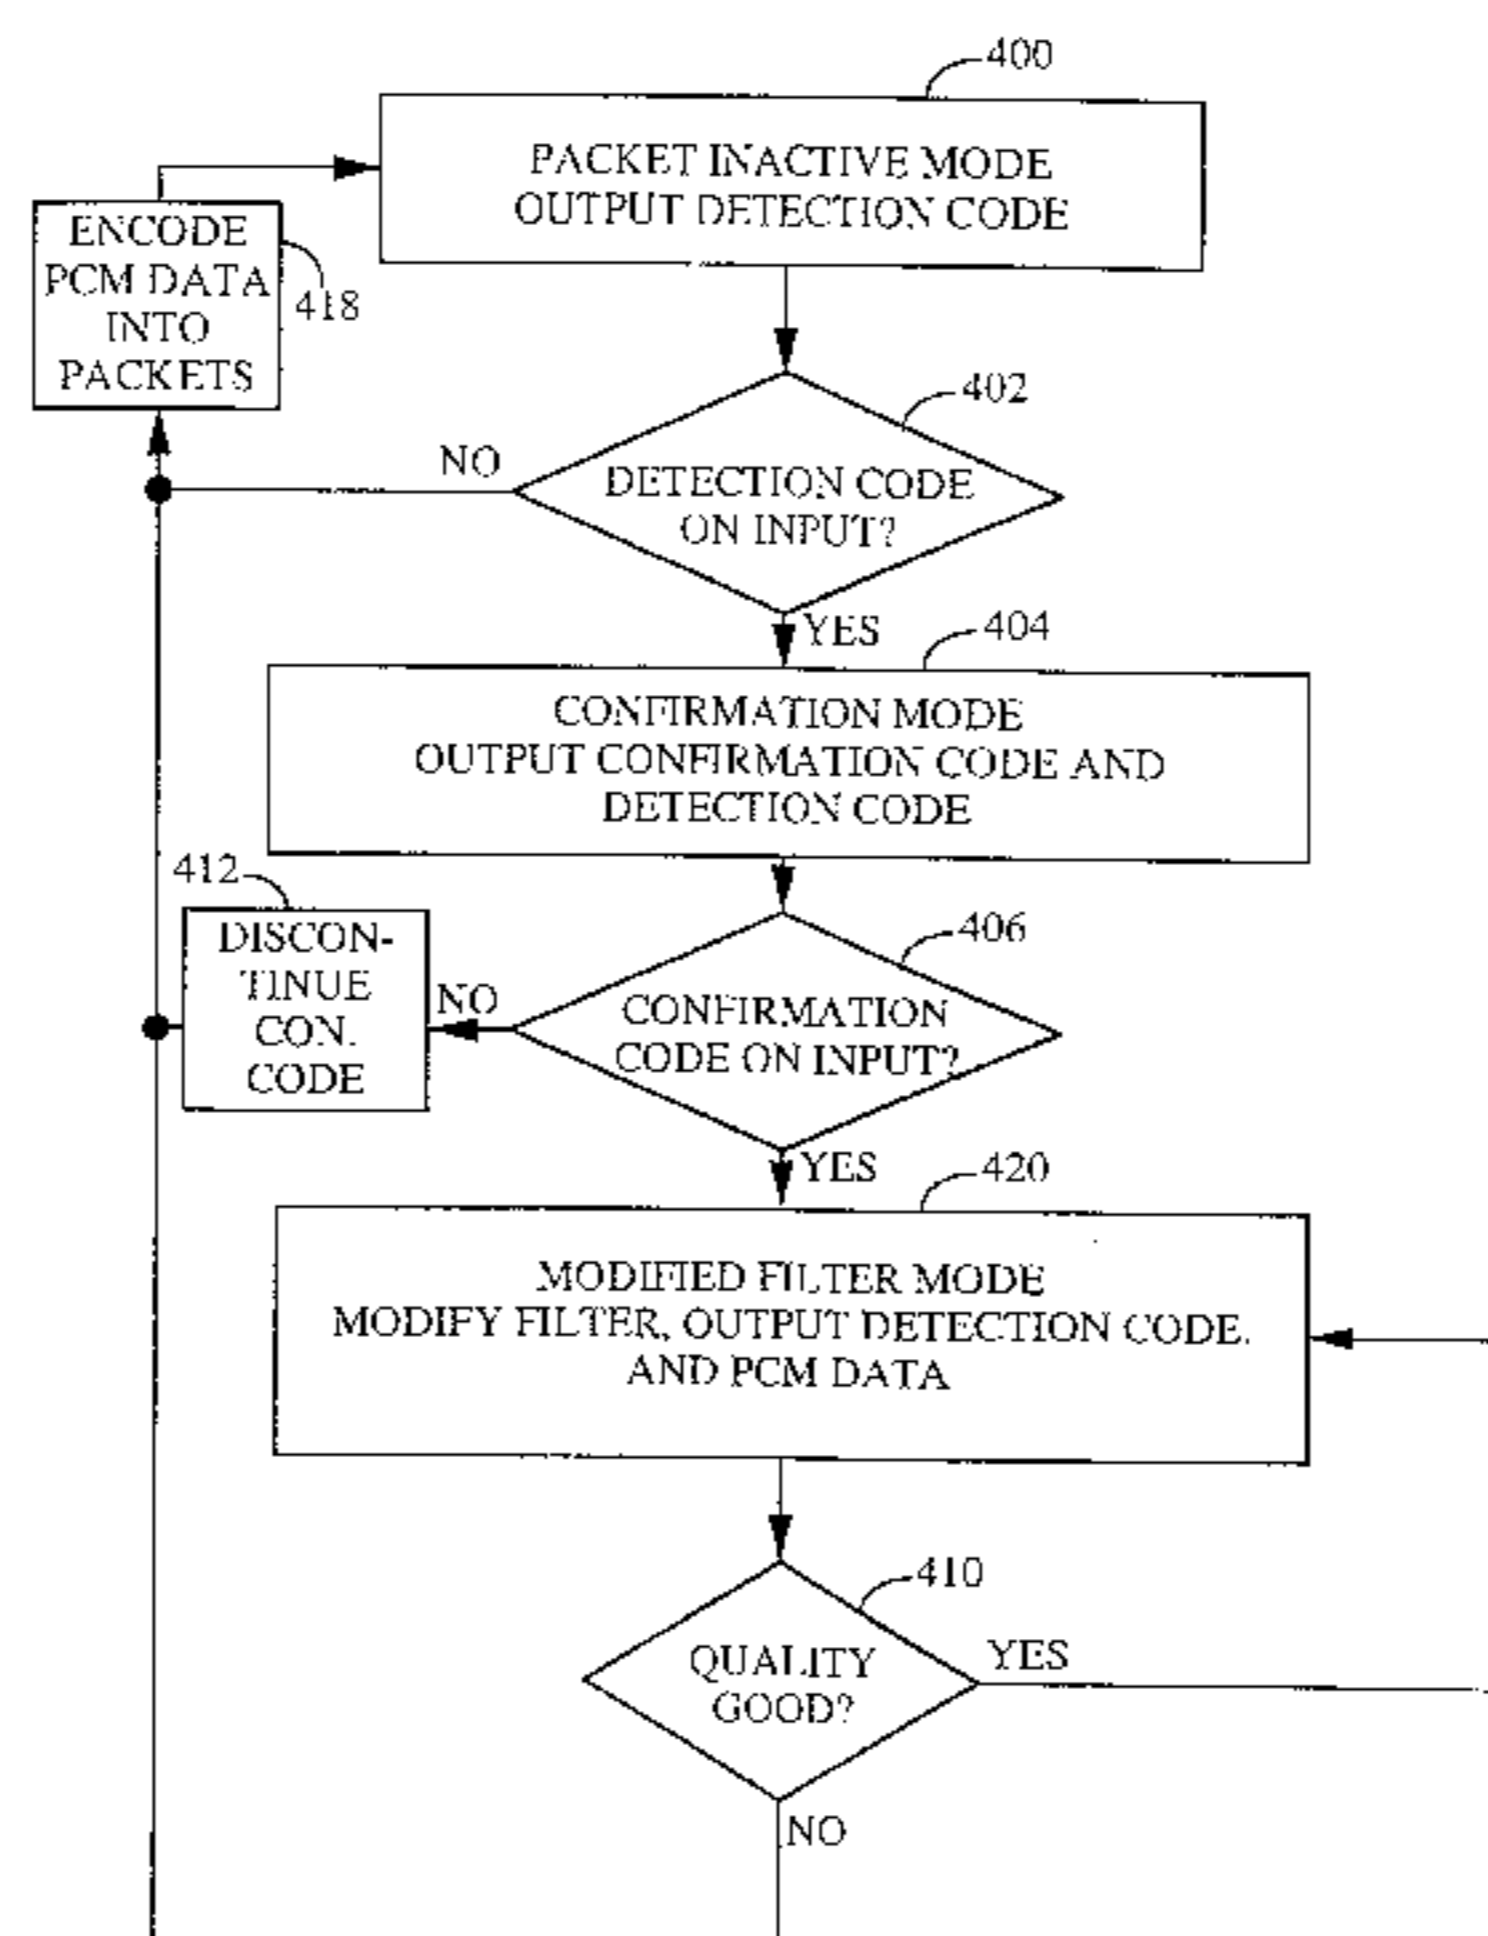 400
PACKET INACTIVE MODE
OUTPUT DETECTION CODE
ENCODE
PCM DATA
INTO
PACKETS
418
402
NO
DETECTION CODE
ON INPUT?
YES
404
CONFIRMATION MODE
OUTPUT CONFIRMATION CODE AND
DETECTION CODE
412
DISCON-
TINUE
CON.
CODE
NO
406
CONFIRMATION
CODE ON INPUT?
YES
420
MODIFIED FILTER MODE
MODIFY FILTER, OUTPUT DETECTION CODE,
AND PCM DATA
410
QUALITY
GOOD?
YES
NO